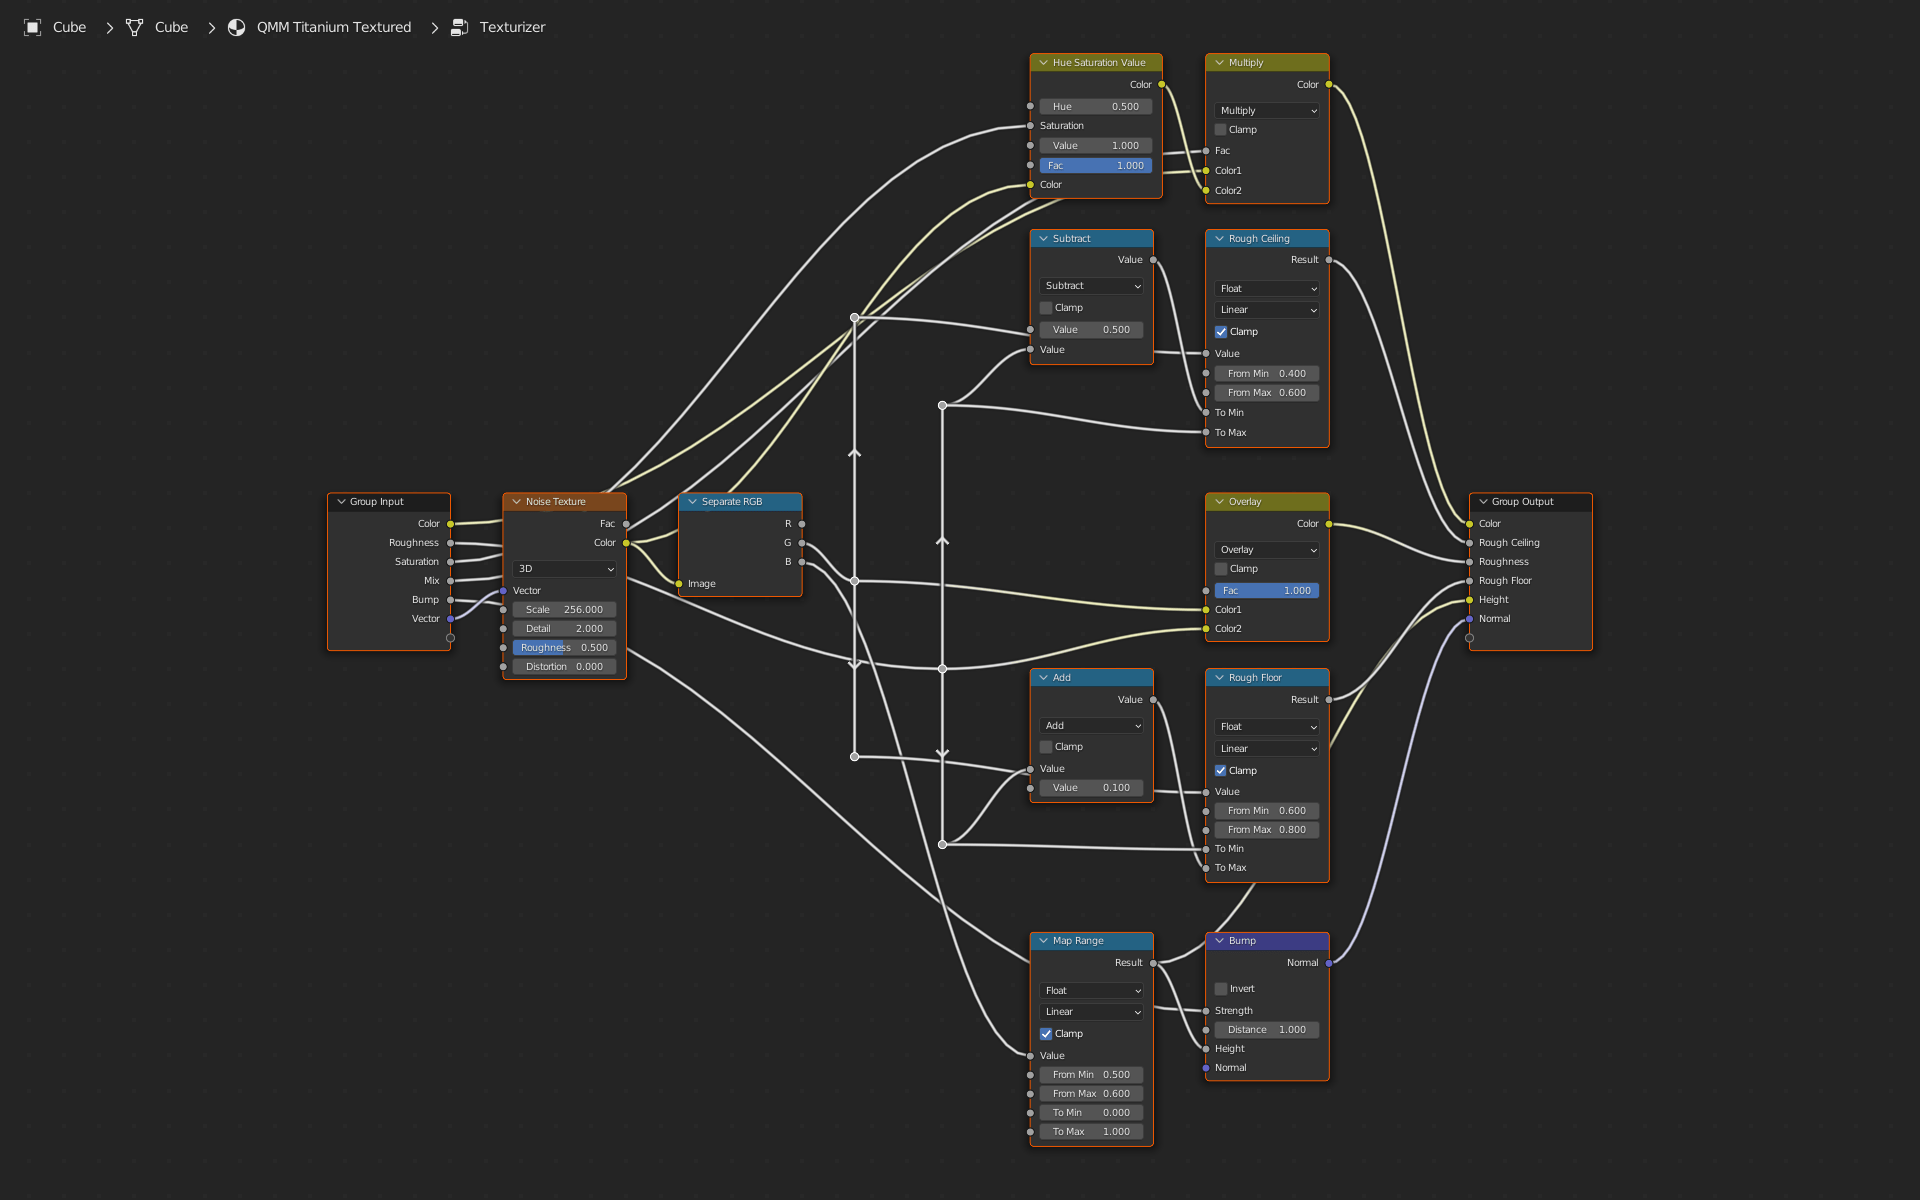 Cube
Cube
QMM Titanium Textured
Texturizer
Hue Saturation Value
Color
Hue 0.500
Saturation
Value 1.000
Fac 1.000
Color
Multiply
Color
Multiply
Clamp
Fac
Color1
Color2
Subtract
Value
Subtract
Clamp
Value 0.500
Value
Rough Ceiling
Result
Float
Linear
Clamp
Value
From Min 0.400
From Max 0.600
To Min
To Max
Group Input
Color
Roughness
Saturation
Mix
Bump
Vector
Noise Texture
Fac
Color
3D
Vector
Scale 256.000
Detail 2.000
Roughness 0.500
Distortion 0.000
Separate RGB
R
G
B
Image
Overlay
Color
Overlay
Clamp
Fac 1.000
Color1
Color2
Group Output
Color
Rough Ceiling
Roughness
Rough Floor
Height
Normal
Add
Value
Add
Clamp
Value
Value 0.100
Rough Floor
Result
Float
Linear
Clamp
Value
From Min 0.600
From Max 0.800
To Min
To Max
Map Range
Result
Float
Linear
Clamp
Value
From Min 0.500
From Max 0.600
To Min 0.000
To Max 1.000
Bump
Normal
Invert
Strength
Distance 1.000
Height
Normal